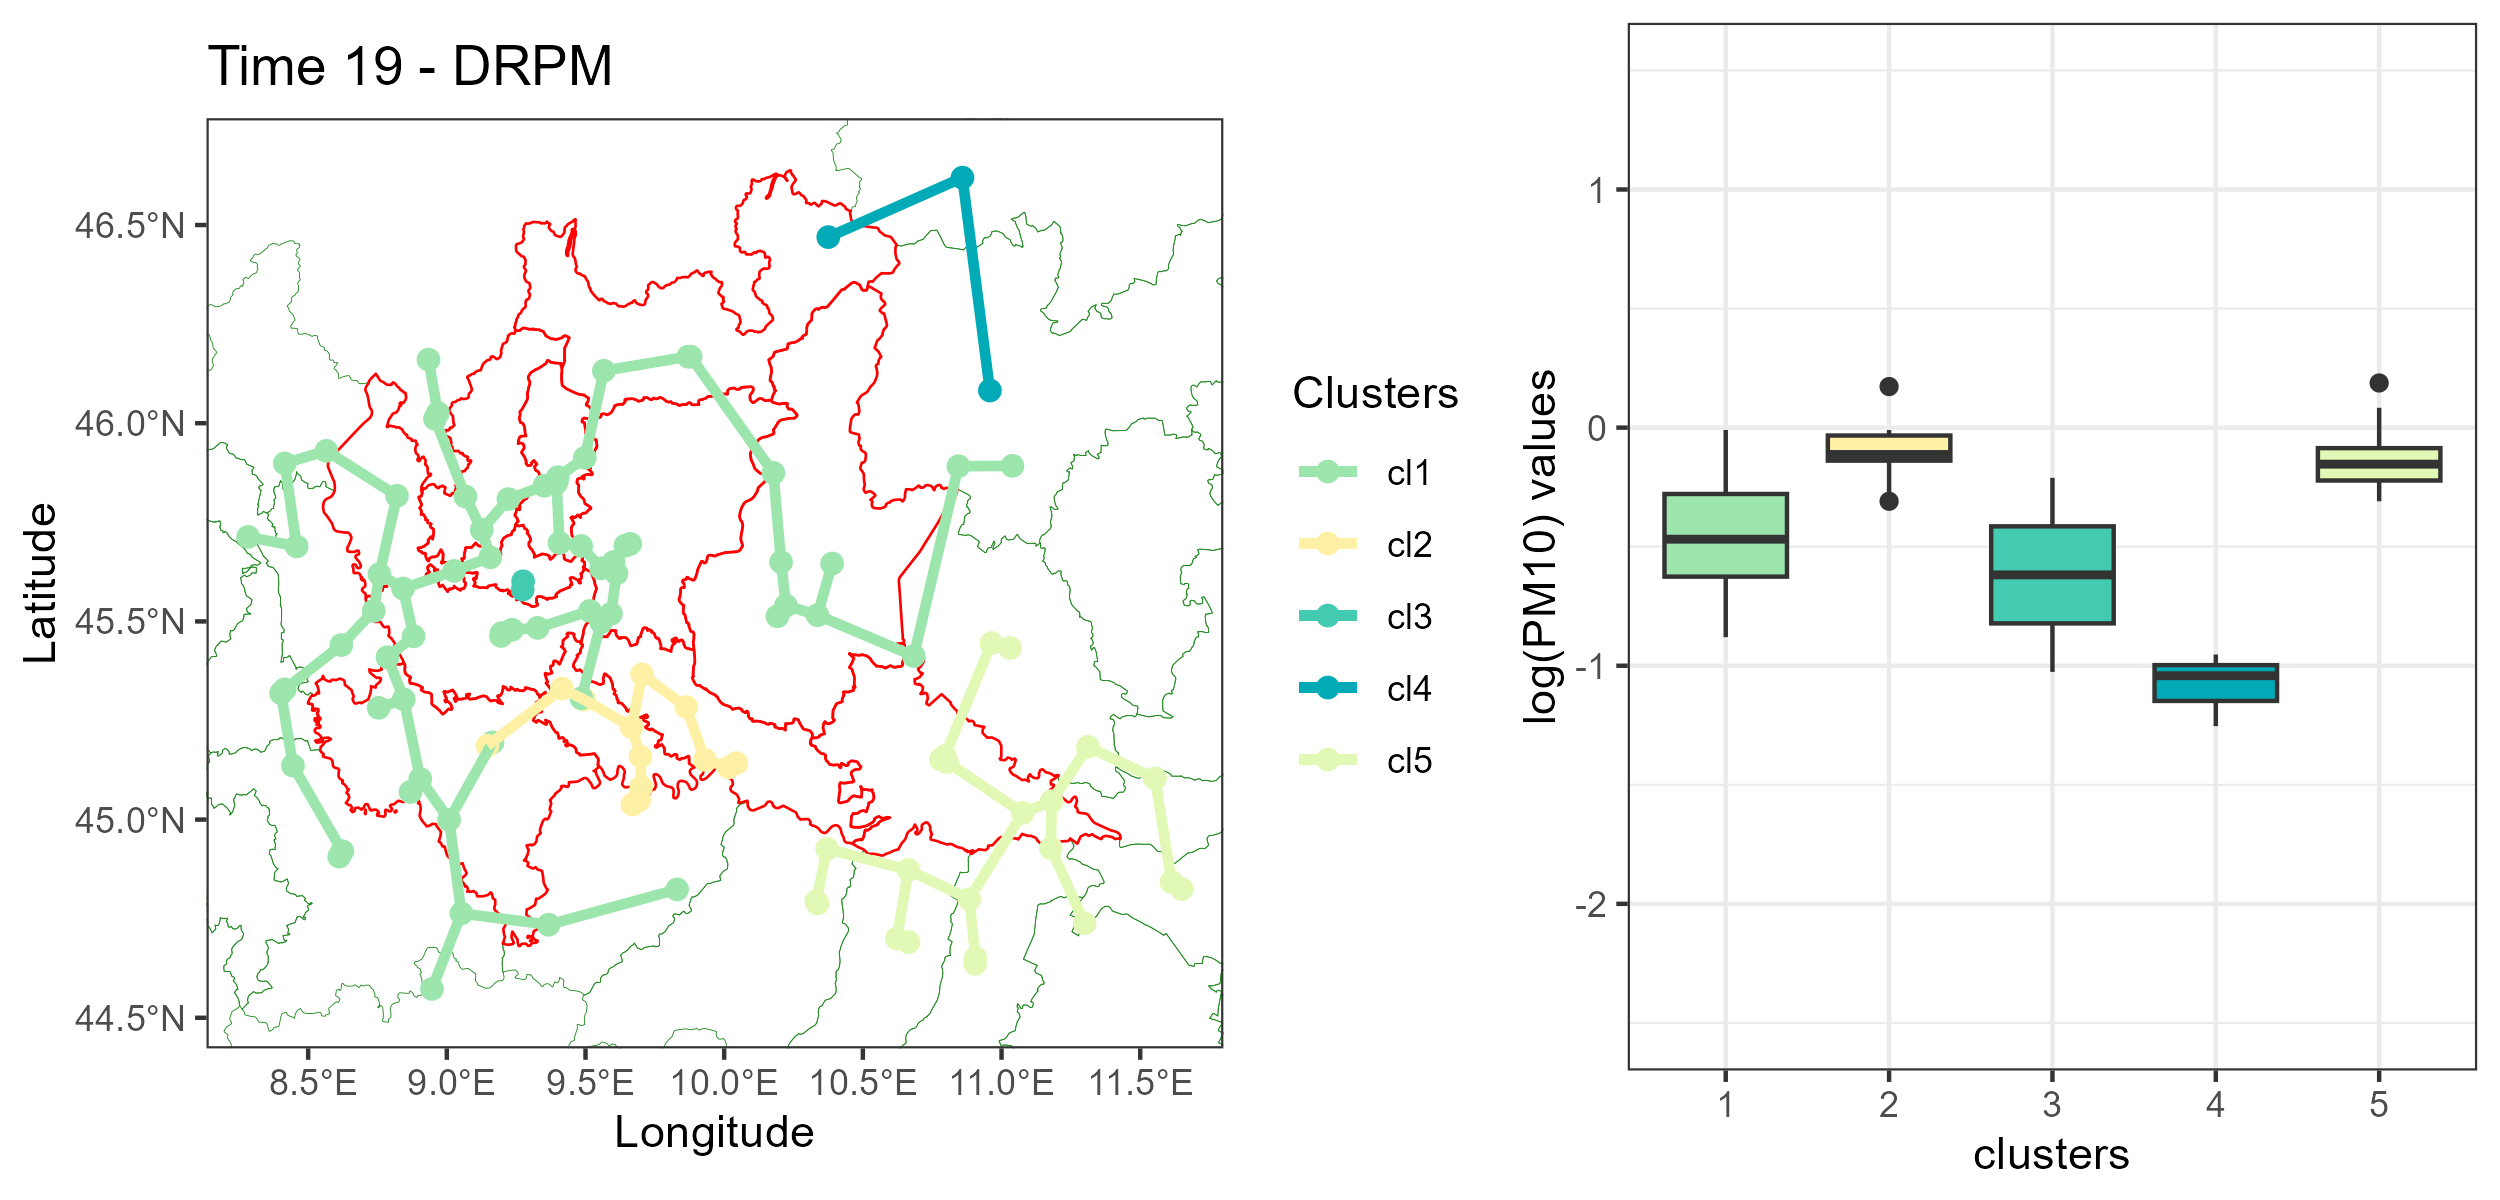 Time 19 - DRPM
46.5°N
46.0°N
45.5°N
45.0°N
44.5°N
Latitude
8.5°E 9.0°E 9.5°E 10.0°E 10.5°E 11.0°E 11.5°E
Longitude
Clusters
cl1
cl2
cl3
cl4
cl5
log(PM10) values
1
0
-1
-2
1 2 3 4 5
clusters